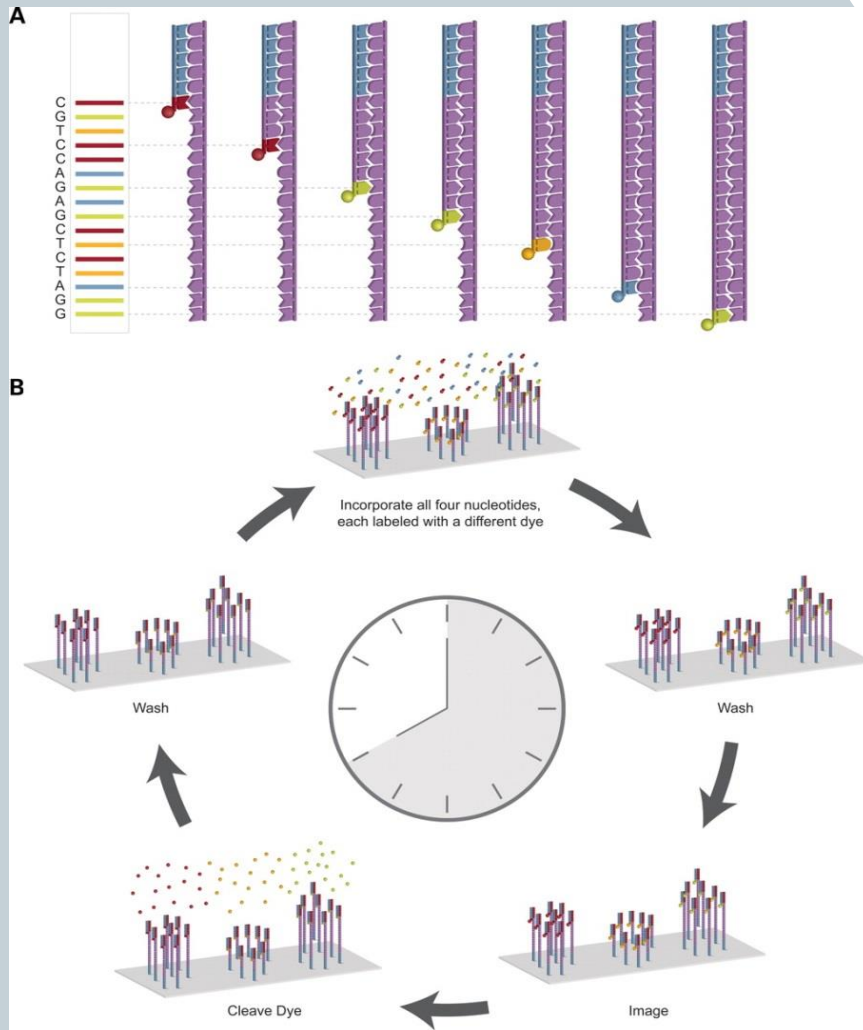 A
C
G
T
C
C
A
G
A
G
C
T
C
T
A
G
G
B
Incorporate all four nucleotides,
each labeled with a different dye
Wash
Wash
Cleave Dye
Image